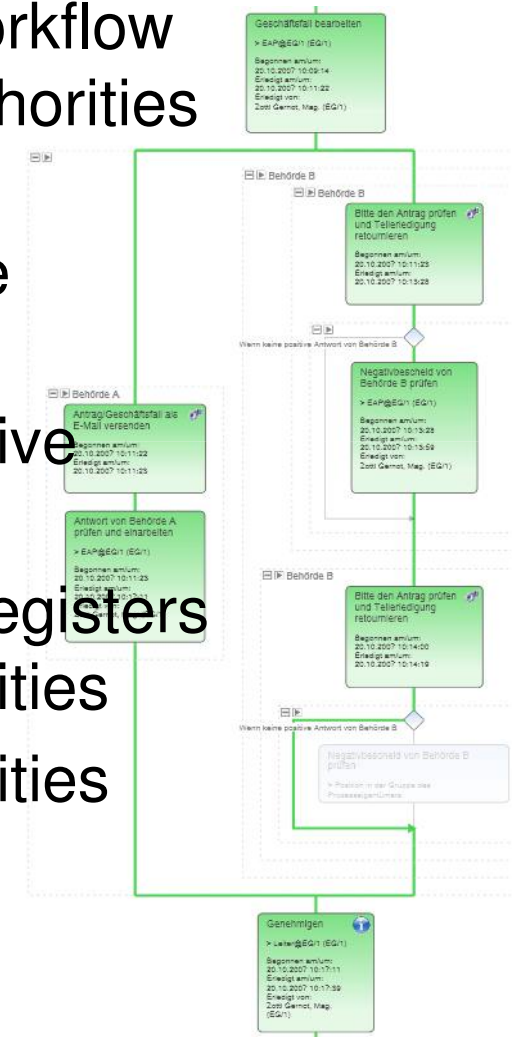 orkflow
horities
e
ive
egisters
ities
ities
Geschäftsfall bearbeiten
> EAP@EG/1 (EG/1)
Begonnen am/um:
20.10.2007 10:09:14
Erledigt am/um:
20.10.2007 10:11:22
Erledigt von:
Zottl Gernot, Mag. (EG/1)
Behörde B
Behörde B
Bitte den Antrag prüfen
und Teilerledigung
retournieren
Begonnen am/um:
20.10.2007 10:11:23
Erledigt am/um:
20.10.2007 10:13:28
Wenn keine positive Antwort von Behörde B
Negativbescheid von
Behörde B prüfen
> EAP@EG/1 (EG/1)
Begonnen am/um:
20.10.2007 10:13:28
Erledigt am/um:
20.10.2007 10:13:59
Erledigt von:
Zottl Gernot, Mag. (EG/1)
Behörde A
Antrag/Geschäftsfall als
E-Mail versenden
Begonnen am/um:
20.10.2007 10:11:22
Erledigt am/um:
20.10.2007 10:11:23
Antwort von Behörde A
prüfen und einarbeiten
> EAP@EG/1 (EG/1)
Begonnen am/um:
20.10.2007 10:11:23
Erledigt am/um:
Behörde B
Bitte den Antrag prüfen
und Teilerledigung
retournieren
Begonnen am/um:
20.10.2007 10:14:00
Erledigt am/um:
20.10.2007 10:14:19
Wenn keine positive Antwort von Behörde B
Negativbescheid von Behörde B
prüfen
> Position in der Gruppe des
Prozesseigentümers
Genehmigen
> Leiter@EG/1 (EG/1)
Begonnen am/um:
20.10.2007 10:17:11
Erledigt am/um:
20.10.2007 10:17:59
Erledigt von:
Zottl Gernot, Mag.
(EG/1)